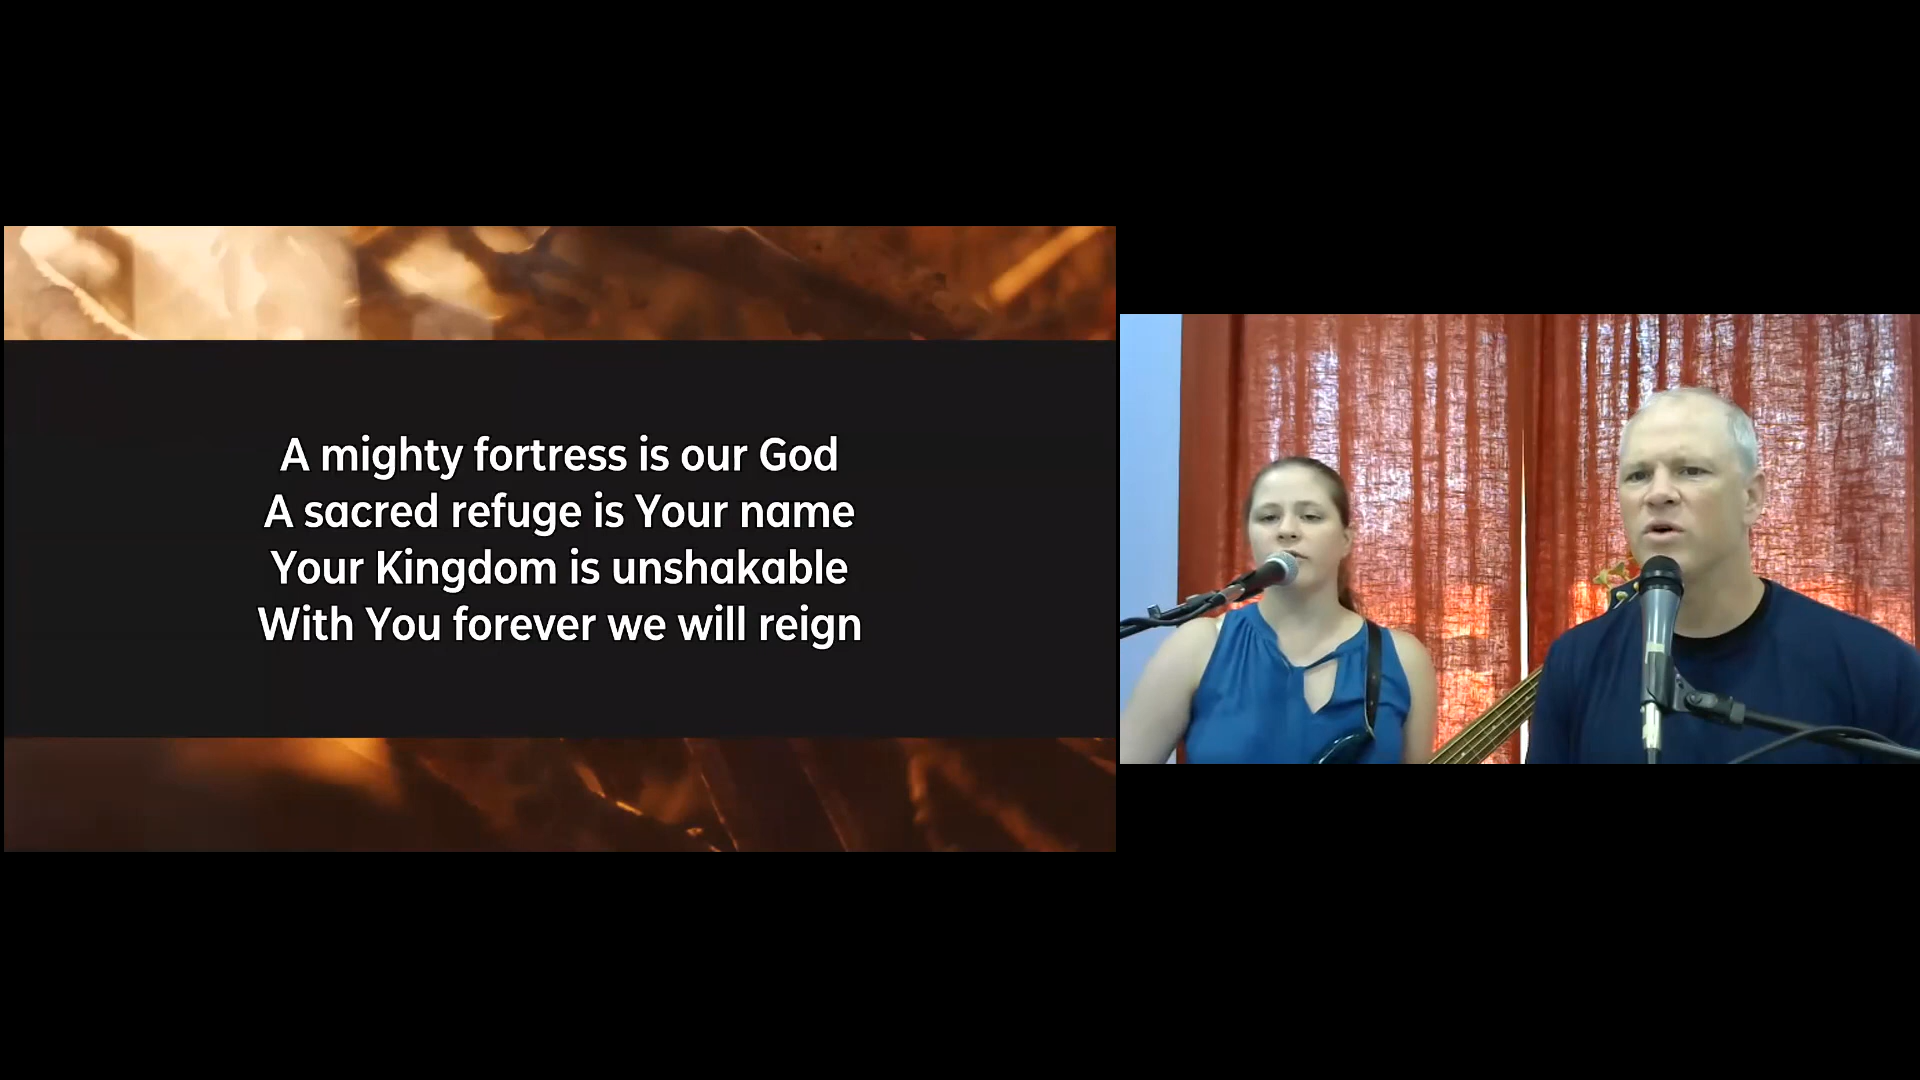 A mighty fortress is our God
A sacred refuge is Your name
Your Kingdom is unshakable
With You forever we will reign